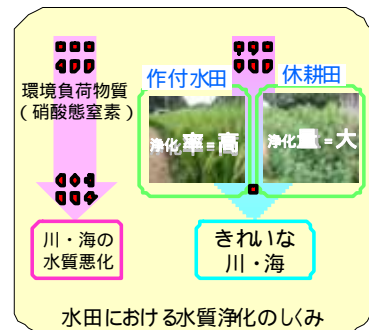 作付水田
休耕田
環境負荷物質
(硝酸態窒素)
浄化率=高
浄化量=大
川・海の
水質悪化
きれいな
川・海
水田における水質浄化のしくみ